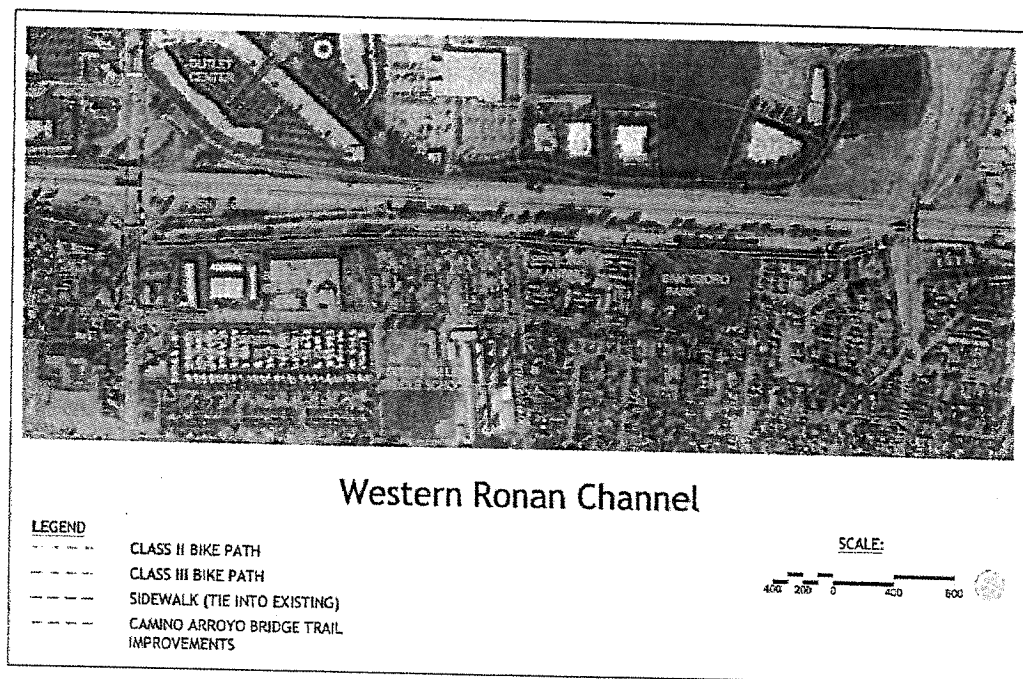 OUTLET
CENTER
Western Ronan Channel
LEGEND
CLASS II BIKE PATH
CLASS III BIKE PATH
SIDEWALK (TIE INTO EXISTING)
CAMINO ARROYO BRIDGE TRAIL
IMPROVEMENTS
SCALE:
400 200 0 400 800